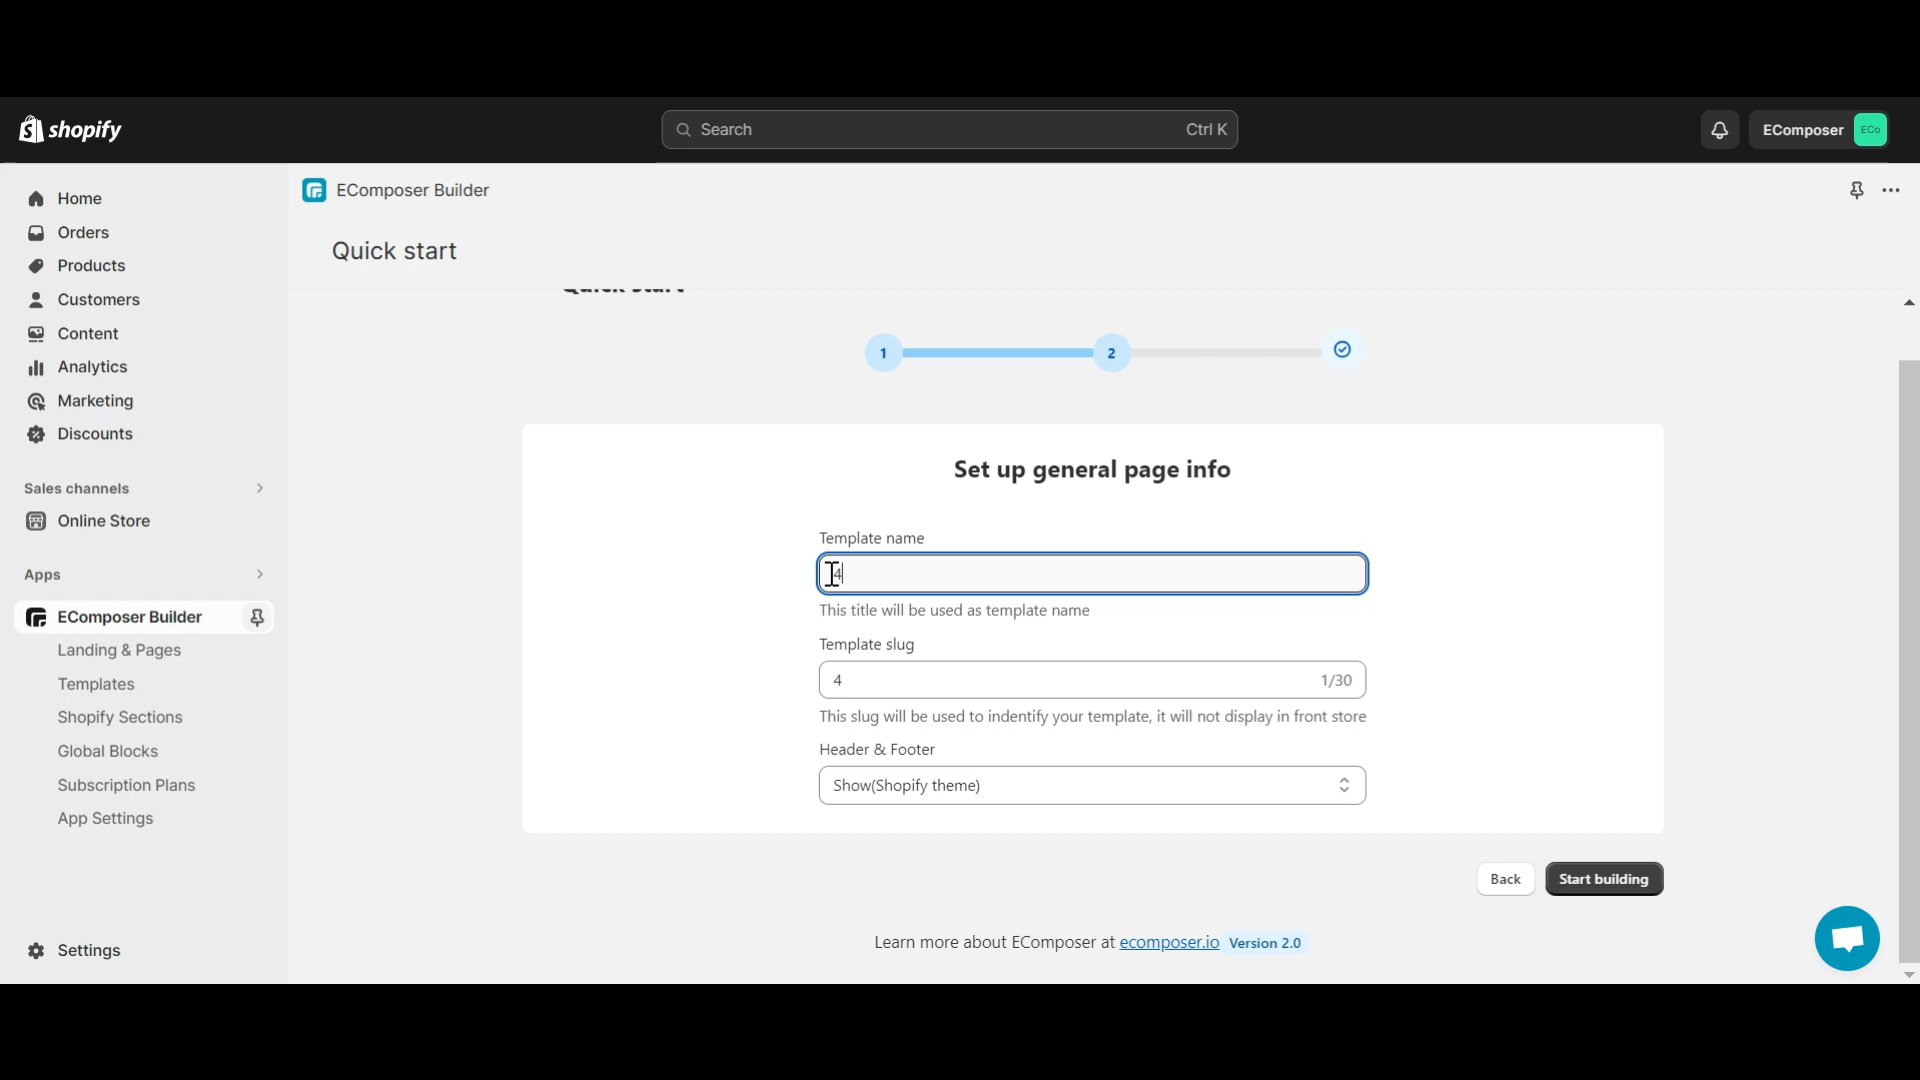 shopify
Search
Ctrl K
EComposer
ECo
Home
Orders
Products
Customers
Content
Analytics
Marketing
Discounts
Sales channels
Online Store
Apps
EComposer Builder
Landing & Pages
Templates
Shopify Sections
Global Blocks
Subscription Plans
App Settings
Settings
EComposer Builder
Quick start
Quick start
1
2
Set up general page info
Template name
4
This title will be used as template name
Template slug
4
1/30
This slug will be used to indentify your template, it will not display in front store
Header & Footer
Show(Shopify theme)
Back
Start building
Learn more about EComposer at ecomposer.io Version 2.0